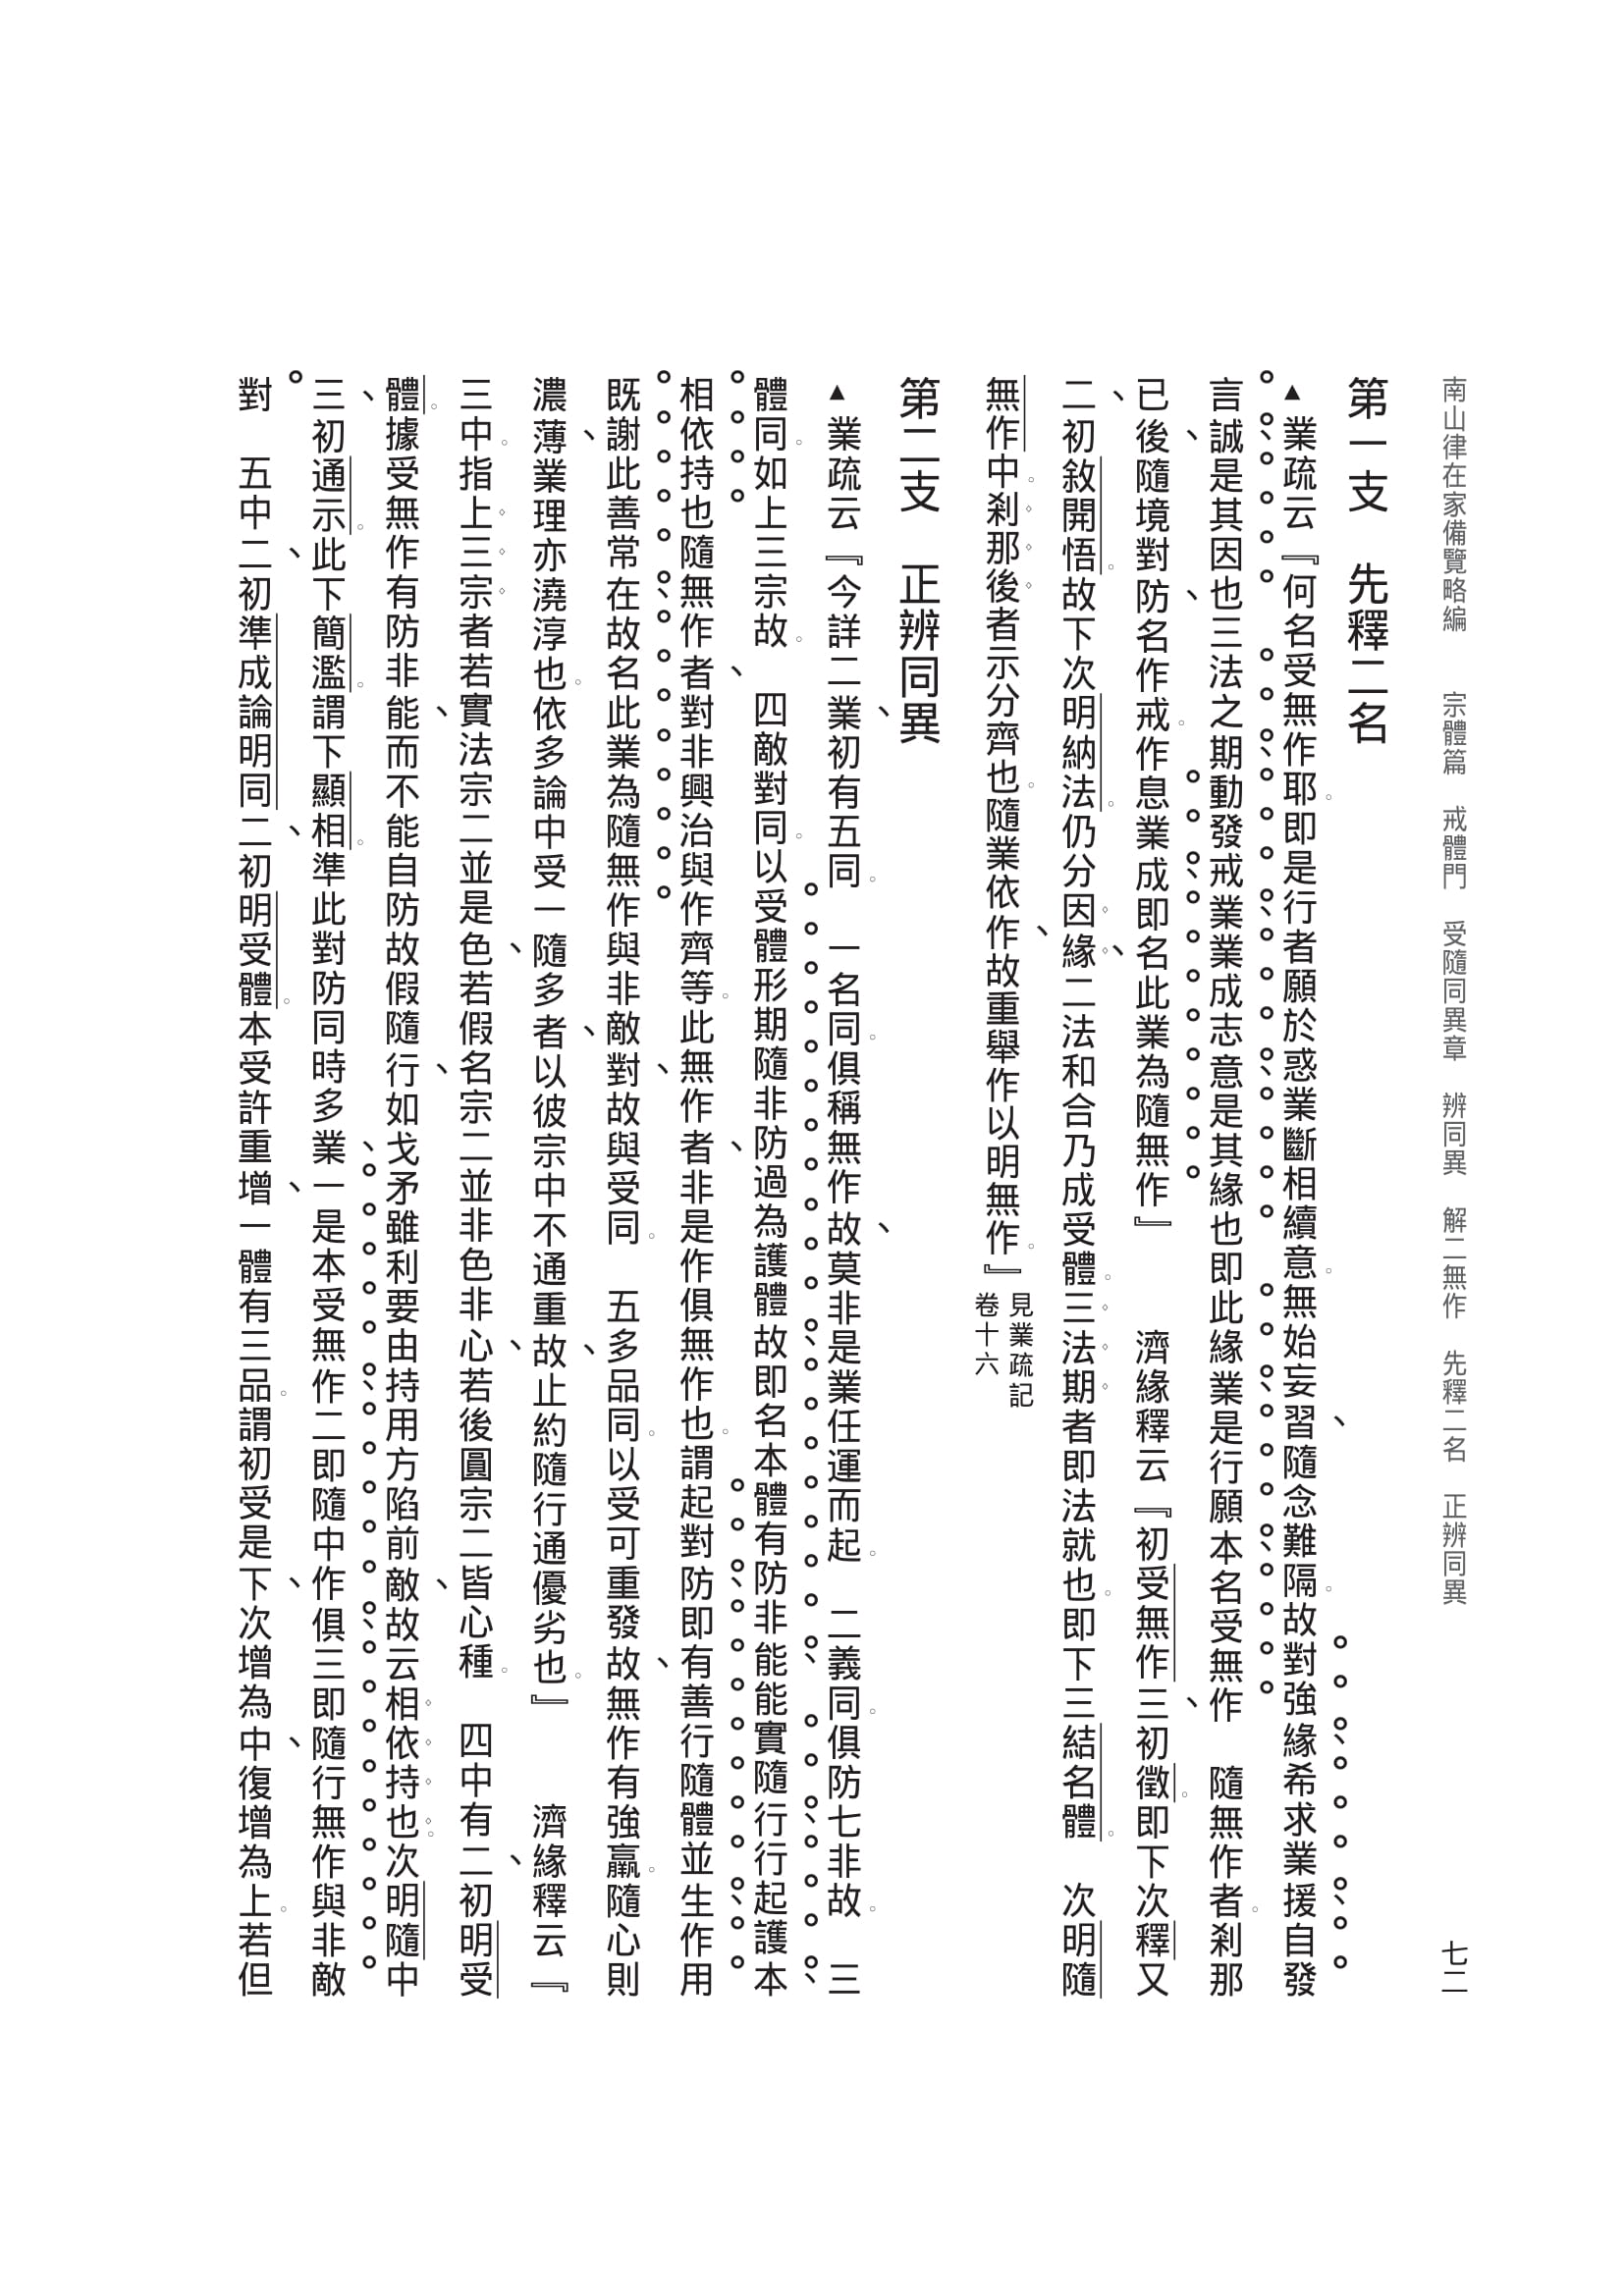 南山律在家備覽略編　宗體篇　戒體門　受隨同異章　辨同異　解二無作　先釋二名　正辨同異　七二
第一支　先釋二名
▲業疏云『何名受無作耶即是行者願於惑業斷相續意無始妄習隨念難隔故對強緣希求業援自發
言誠是其因也三法之期動發戒業業成志意是其緣也即此緣業是行願本名受無作　隨無作者剎那
已後隨境對防名作戒作息業成即名此業為隨無作』　濟緣釋云『初受無作三初徵即下次釋又
二初敘開悟故下次明納法仍分因緣二法和合乃成受體三法期者即法就也即下三結名體　次明隨
無作中剎那後者示分齊也隨業依作故重舉作以明無作』見業疏記卷十六
第二支　正辨同異
▲業疏云『今詳二業初有五同　一名同俱稱無作故莫非是業任運而起　二義同俱防七非故　三
體同如上三宗故　四敵對同以受體形期隨非防過為護體故即名本體有防非能能實隨行行起護本
相依持也隨無作者對非興治與作齊等此無作者非是作俱無作也謂起對防即有善行隨體並生作用
既謝此善常在故名此業為隨無作與非敵對故與受同　五多品同以受可重發故無作有強羸隨心則
濃薄業理亦澆淳也依多論中受一隨多者以彼宗中不通重故止約隨行通優劣也』　濟緣釋云『
三中指上三宗者若實法宗二並是色若假名宗二並非色非心若後圓宗二皆心種　四中有二初明受
體據受無作有防非能而不能自防故假隨行如戈矛雖利要由持用方陷前敵故云相依持也次明隨中
三初通示此下簡濫謂下顯相準此對防同時多業一是本受無作二即隨中作俱三即隨行無作與非敵
對　五中二初準成論明同二初明受體本受許重增一體有三品謂初受是下次增為中復增為上若但